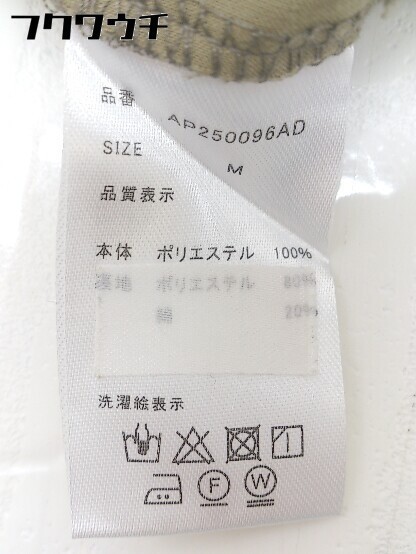 フクワウチ
品番 AP250096AD
SIZE M
品質表示
本体 ポリエステル 100%
裏地 ポリエステル 80%
綿 20%
洗濯絵表示
F W